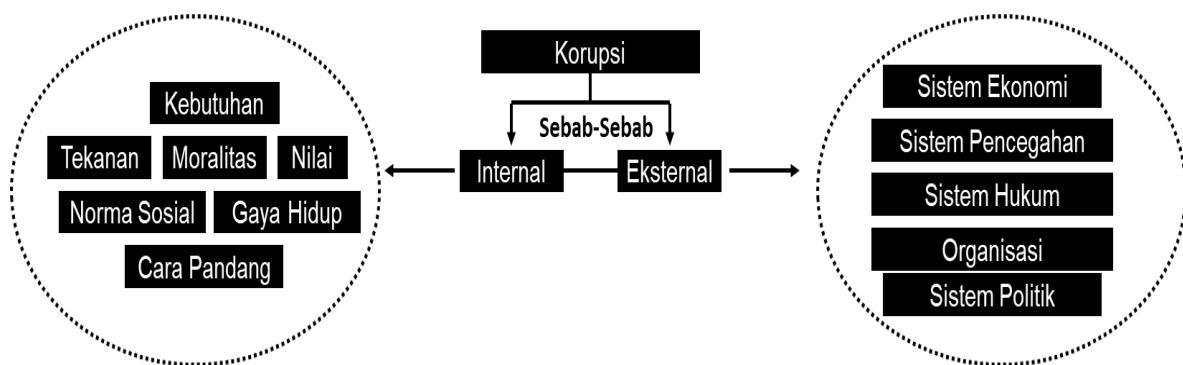 Korupsi
Sebab-Sebab
Internal
Eksternal
Kebutuhan
Tekanan
Moralitas
Nilai
Norma Sosial
Gaya Hidup
Cara Pandang
Sistem Ekonomi
Sistem Pencegahan
Sistem Hukum
Organisasi
Sistem Politik